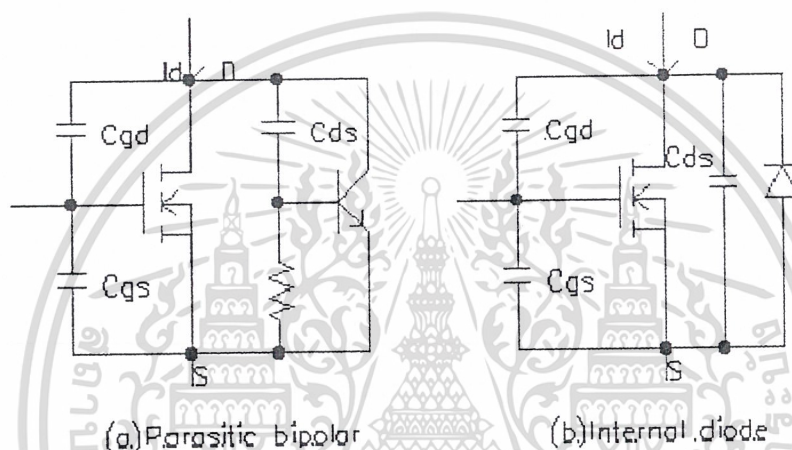 Id D
Cgd
Cds
Cgs
S
(a)Parasitic bipolar
Id D
Cgd
Cds
Cgs
S
(b)Internal diode